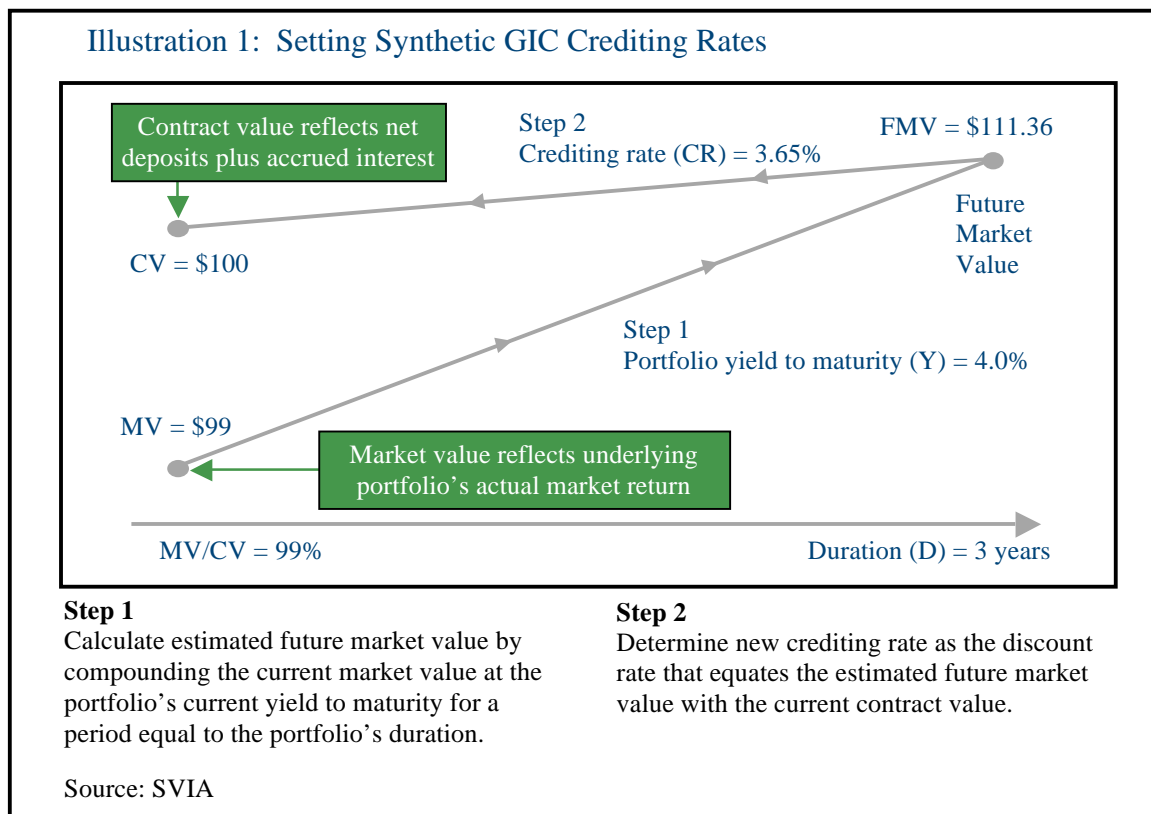 Illustration 1:  Setting Synthetic GIC Crediting Rates
Contract value reflects net
deposits plus accrued interest
Step 2
Crediting rate (CR) = 3.65%
FMV = $111.36
Future
Market
Value
CV = $100
Step 1
Portfolio yield to maturity (Y) = 4.0%
MV = $99
Market value reflects underlying
portfolio’s actual market return
MV/CV = 99%
Duration (D) = 3 years
Step 1
Calculate estimated future market value by
compounding the current market value at the
portfolio’s current yield to maturity for a
period equal to the portfolio’s duration.
Step 2
Determine new crediting rate as the discount
rate that equates the estimated future market
value with the current contract value.
Source: SVIA